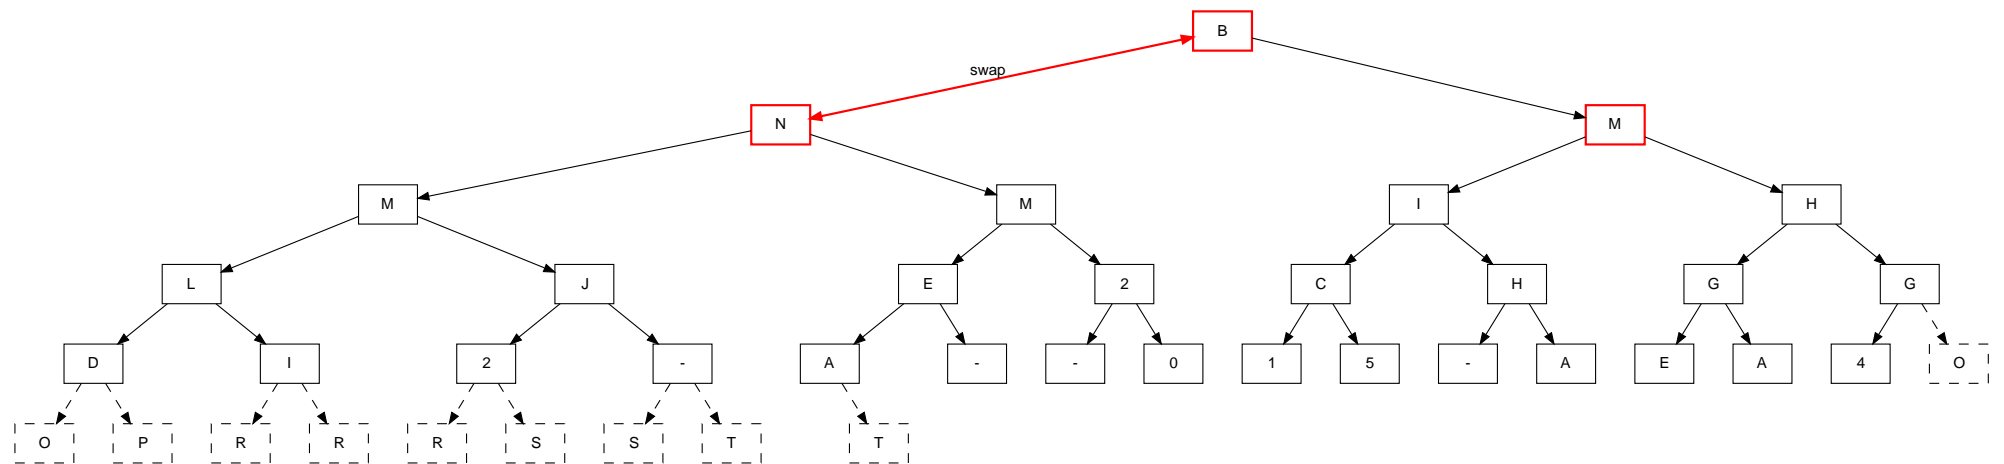 B
swap
N M
M M I H
L J E 2 C H G G
D I 2 - A - - 0 1 5 - A E A 4 O
O P R R R S S T T